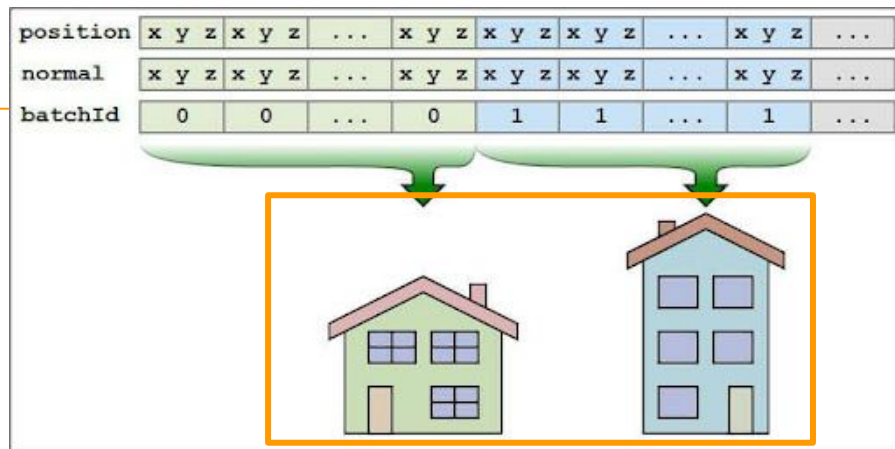 position x y z x y z ... x y z x y z x y z ... x y z ...
normal x y z x y z ... x y z x y z x y z ... x y z ...
batchId 0 0 ... 0 1 1 ... 1 ...